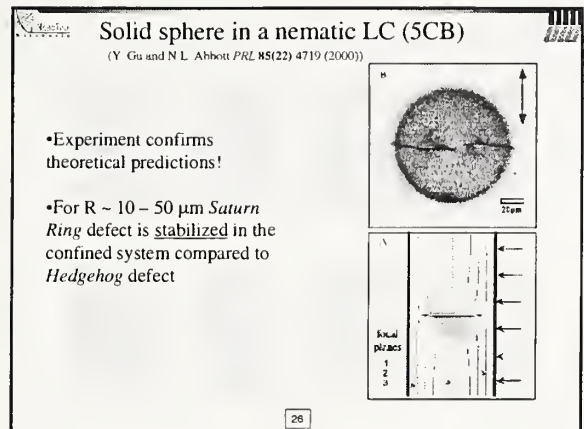 Solid sphere in a nematic LC (5CB)
(Y Gu and N L Abbott PRL 85(22) 4719 (2000))
•Experiment confirms
theoretical predictions!
•For R ~ 10 – 50 μm Saturn
Ring defect is stabilized in the
confined system compared to
Hedgehog defect
B
20μm
A
focal
planes
1
2
3
26